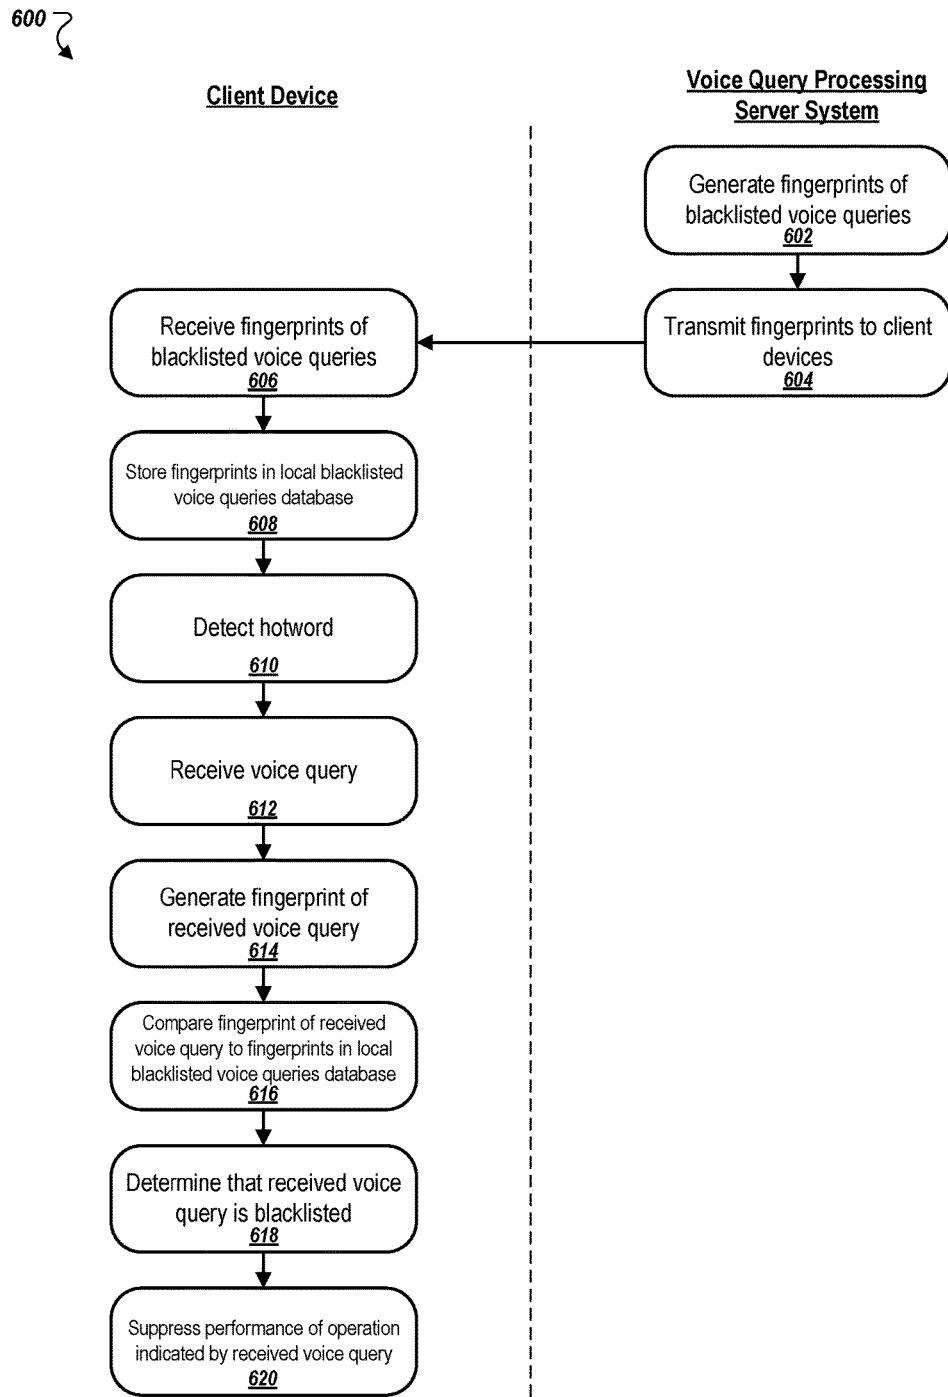 600
Client Device
Voice Query Processing
Server System
Generate fingerprints of
blacklisted voice queries
602
Transmit fingerprints to client
devices
604
Receive fingerprints of
blacklisted voice queries
606
Store fingerprints in local blacklisted
voice queries database
608
Detect hotword
610
Receive voice query
612
Generate fingerprint of
received voice query
614
Compare fingerprint of received
voice query to fingerprints in local
blacklisted voice queries database
616
Determine that received voice
query is blacklisted
618
Suppress performance of operation
indicated by received voice query
620